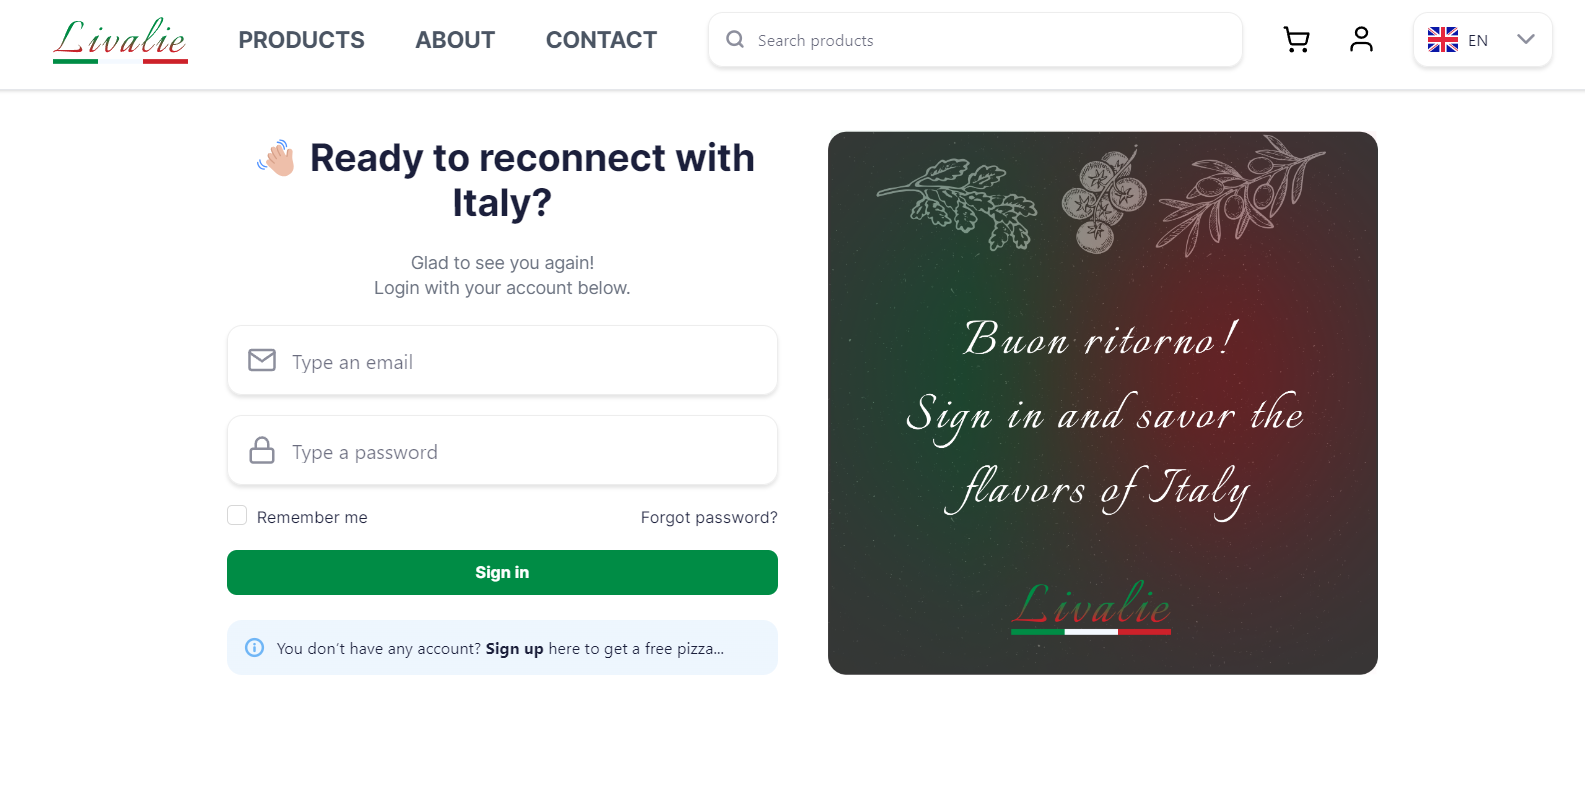 Livalie
PRODUCTS
ABOUT
CONTACT
Search products
EN
Ready to reconnect with
Italy?
Glad to see you again!
Login with your account below.
Type an email
Type a password
Remember me
Forgot password?
Sign in
You don't have any account? Sign up here to get a free pizza...
Buon ritorno!
Sign in and savor the
flavors of Italy
Livalie